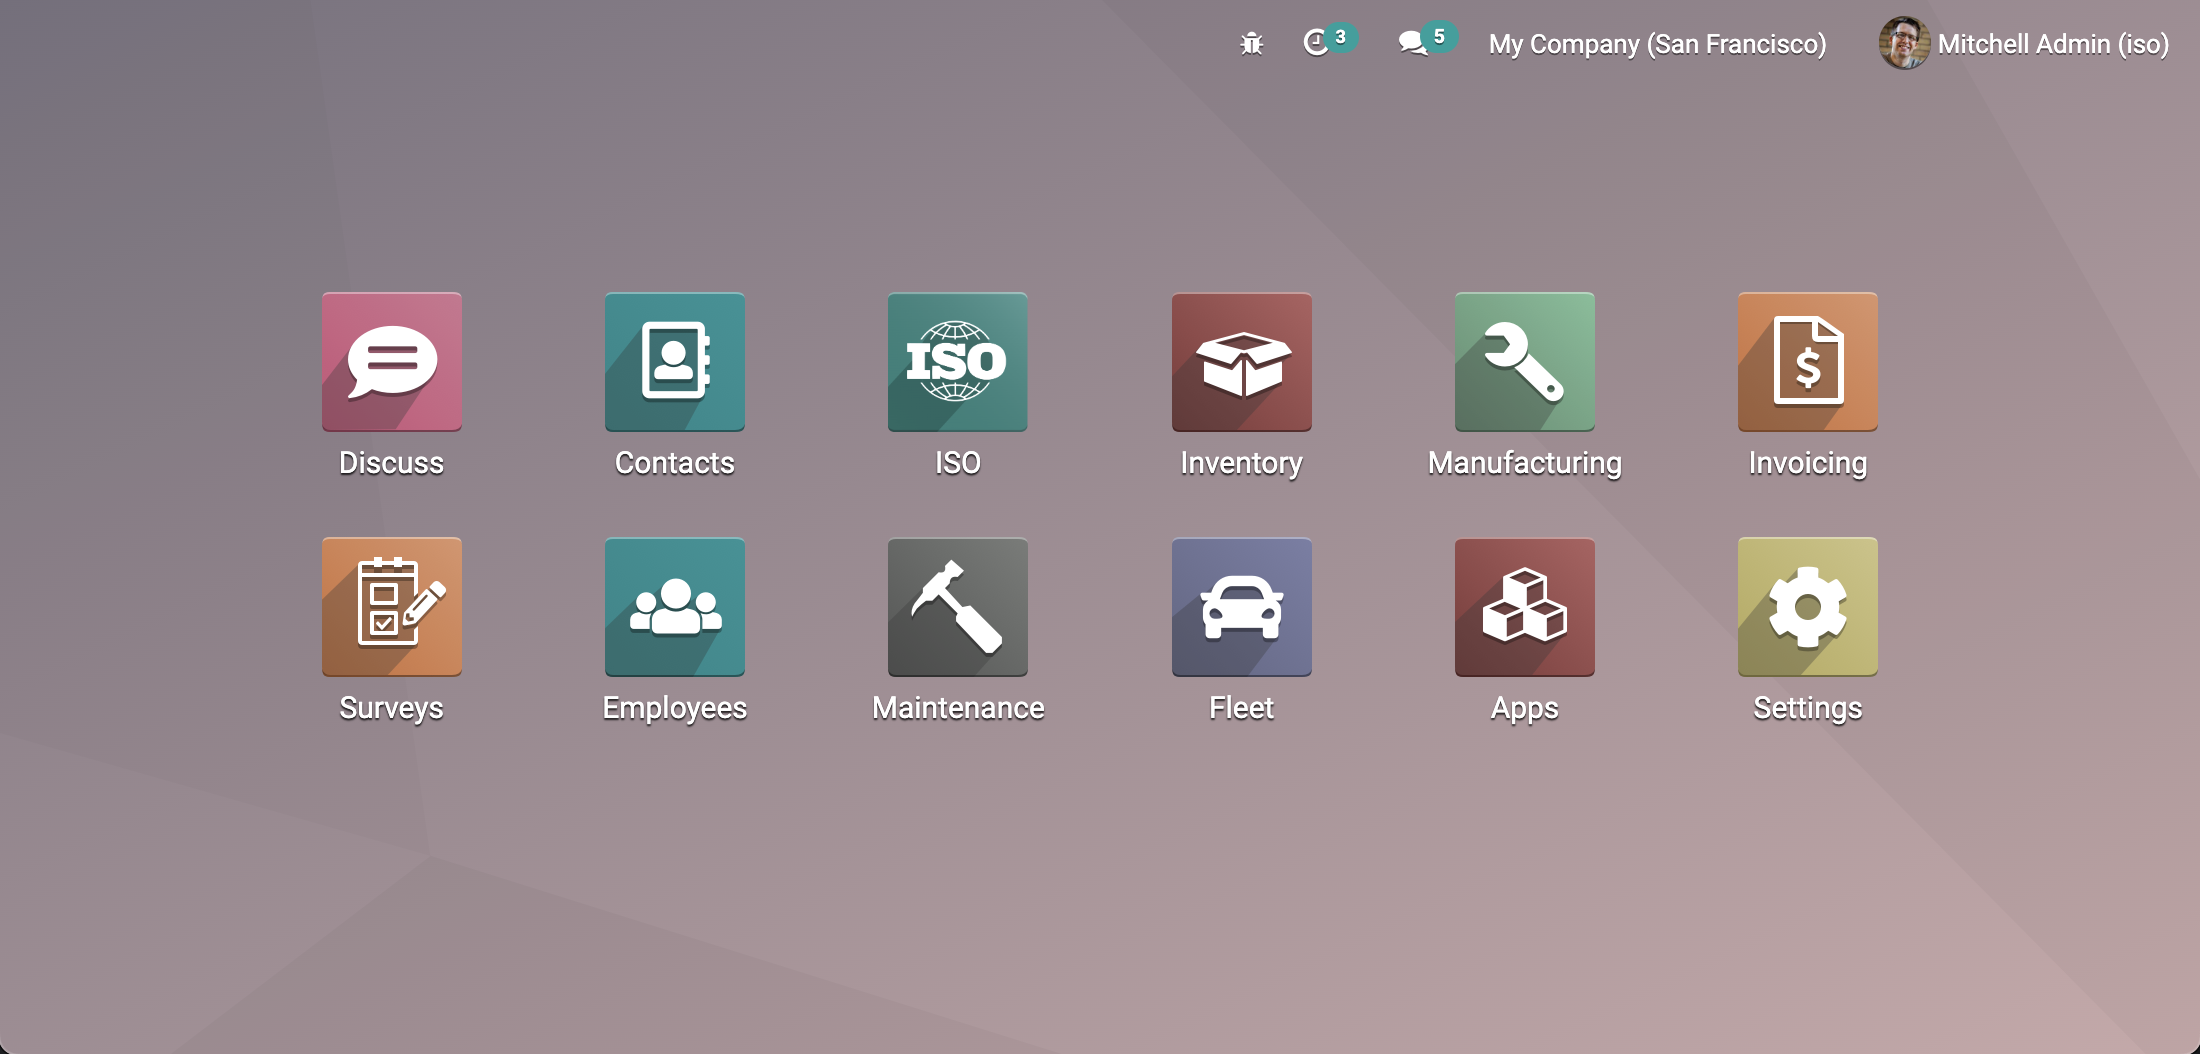 3 5 My Company (San Francisco) Mitchell Admin (iso)
ISO $
Discuss Contacts ISO Inventory Manufacturing Invoicing
Surveys Employees Maintenance Fleet Apps Settings